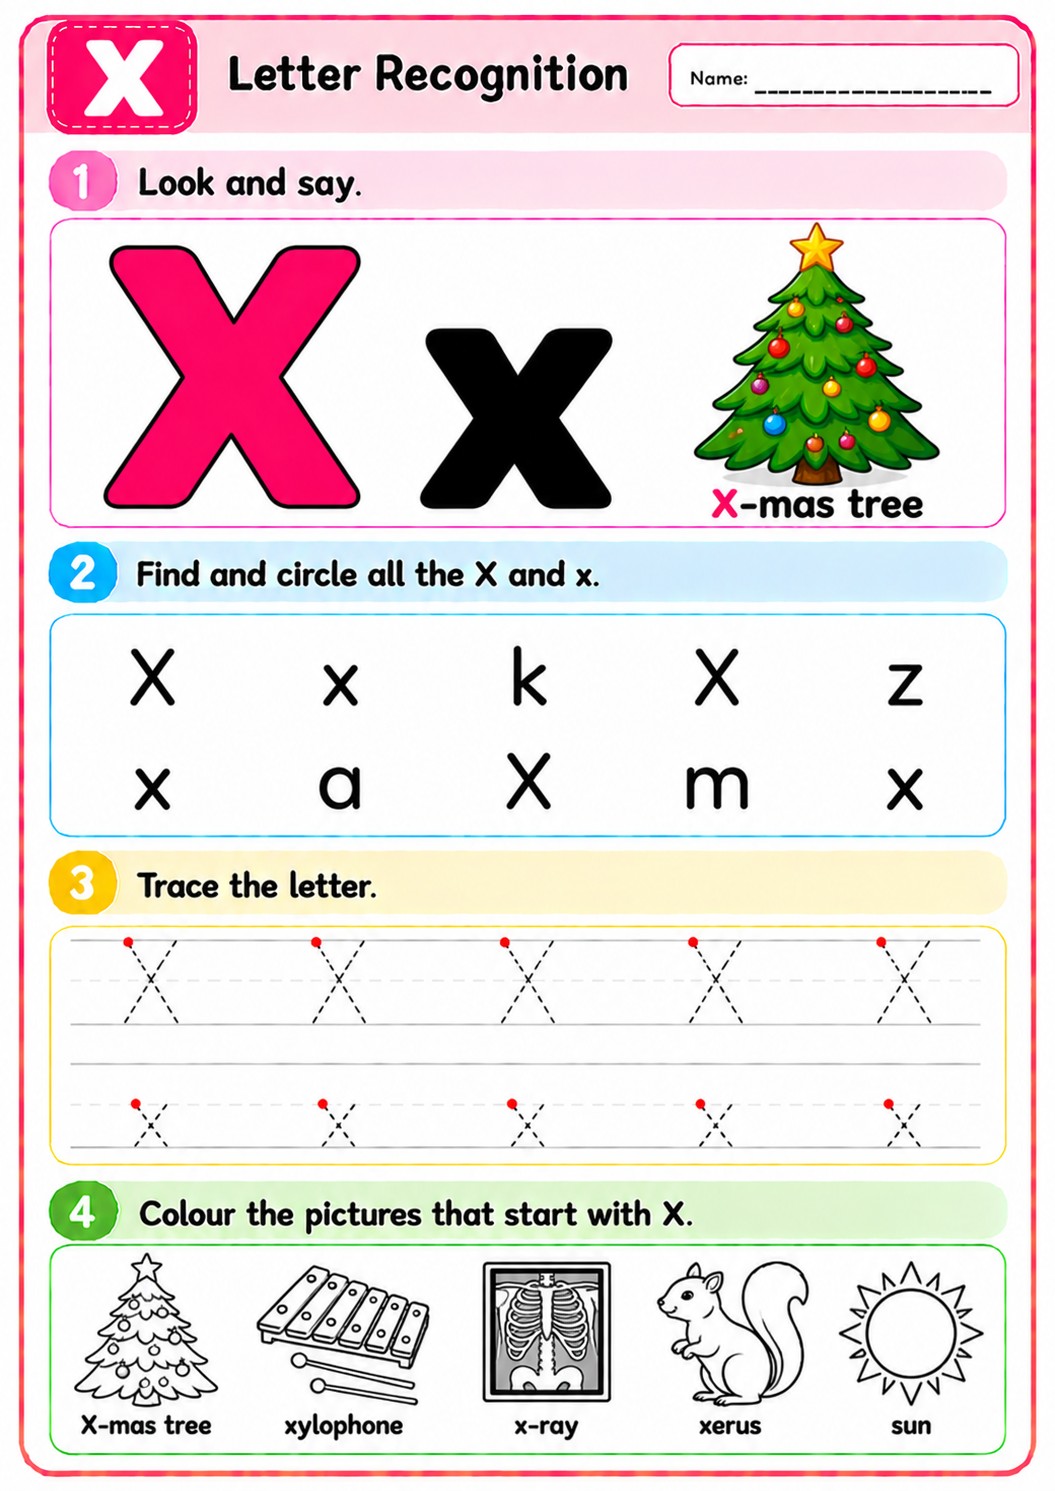 X
Letter Recognition
Name: ____________________
1 Look and say.
X x
X-mas tree
2 Find and circle all the X and x.
X x k X z
x a X m x
3 Trace the letter.
X X X X X
x x x x x
4 Colour the pictures that start with X.
X-mas tree xylophone x-ray xerus sun